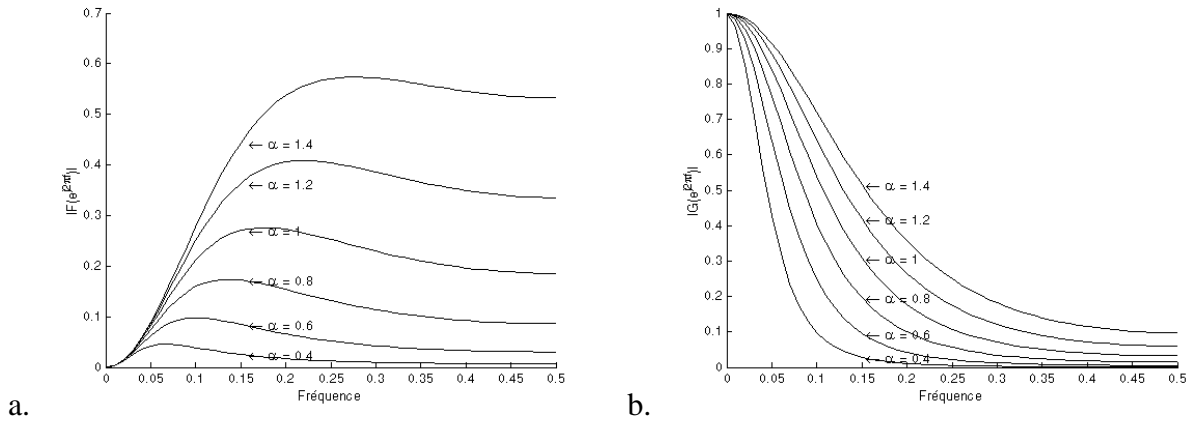 0.7
0.6
0.5
0.4
0.3
0.2
0.1
0
|F(e^{j2πf})|
← α = 1.4
← α = 1.2
← α = 1
← α = 0.8
← α = 0.6
← α = 0.4
0 0.05 0.1 0.15 0.2 0.25 0.3 0.35 0.4 0.45 0.5
Fréquence
a.
1
0.9
0.8
0.7
0.6
0.5
0.4
0.3
0.2
0.1
0
|G(e^{j2πf})|
← α = 1.4
← α = 1.2
← α = 1
← α = 0.8
← α = 0.6
← α = 0.4
0 0.05 0.1 0.15 0.2 0.25 0.3 0.35 0.4 0.45 0.5
Fréquence
b.